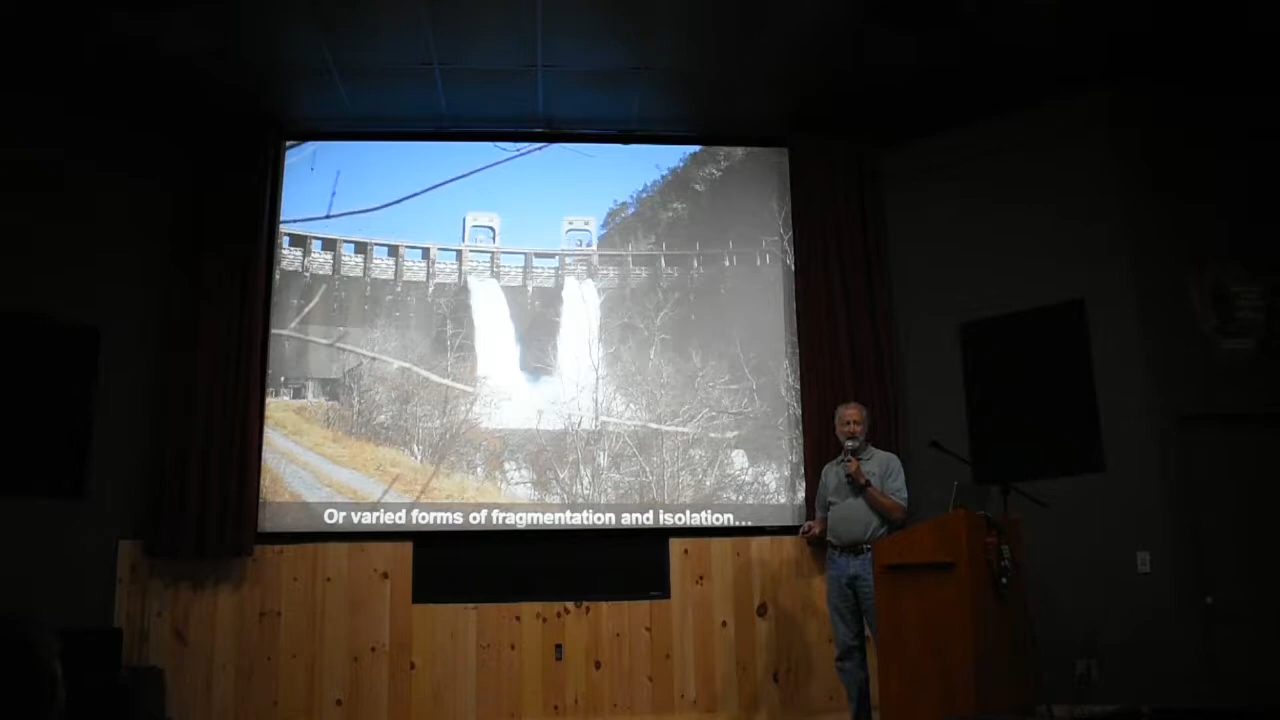 Or varied forms of fragmentation and isolation...